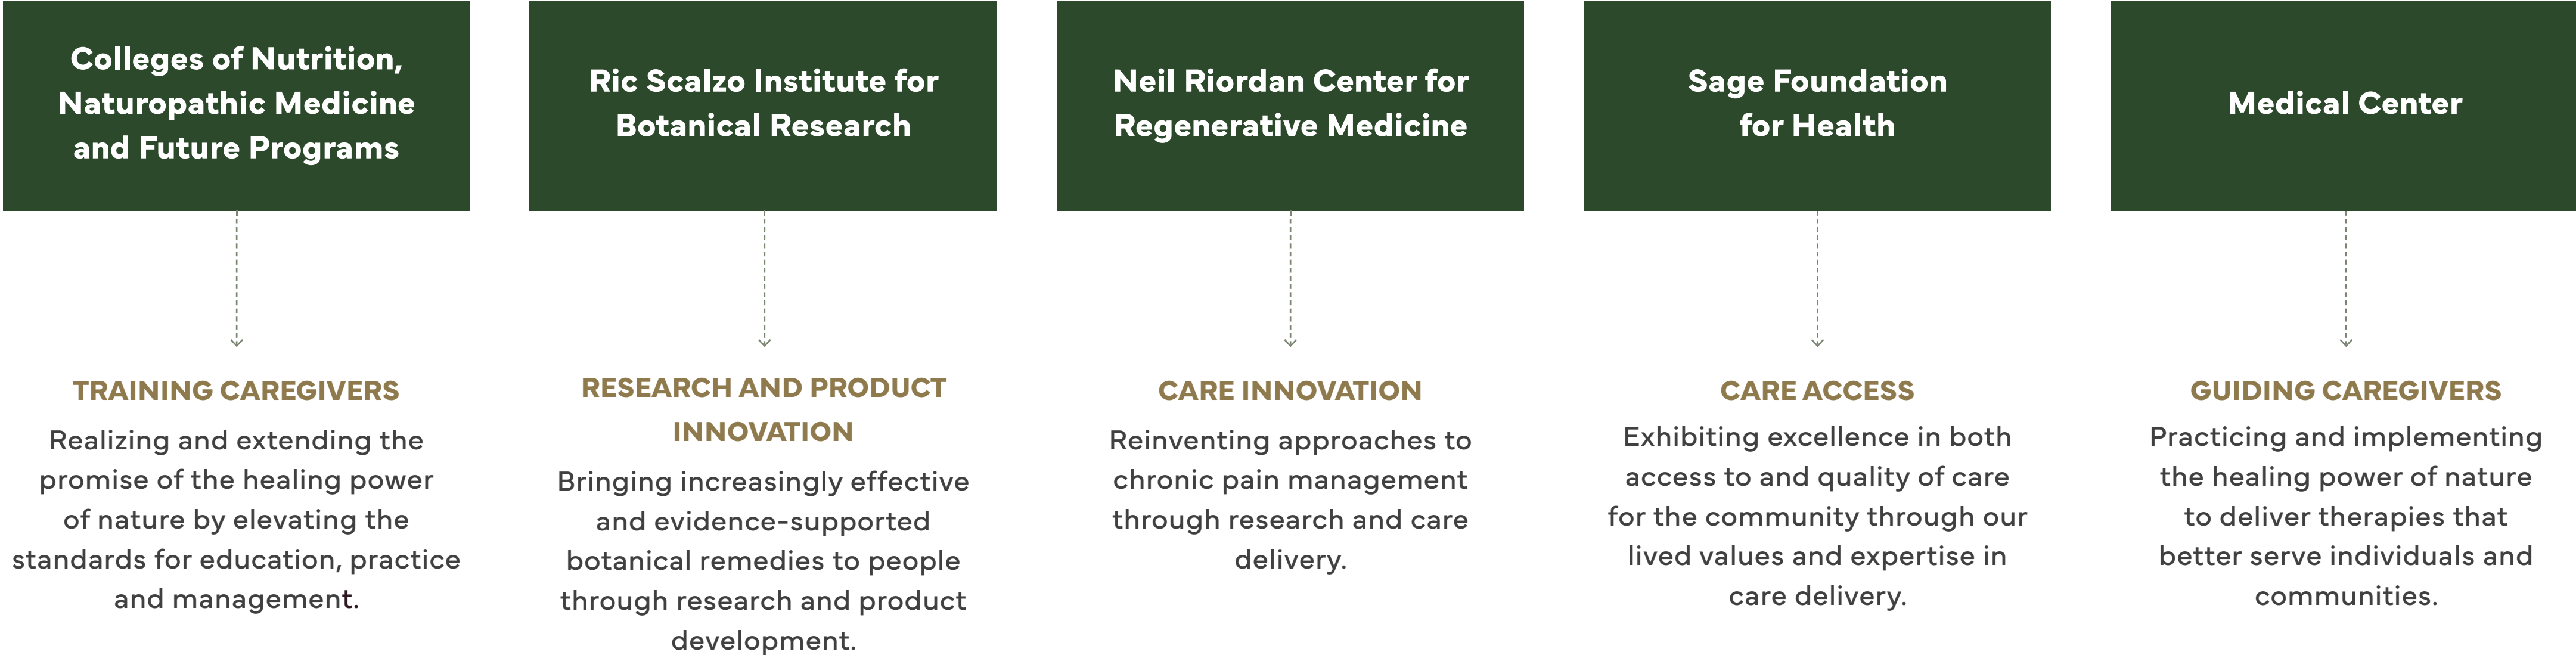 Colleges of Nutrition,
Naturopathic Medicine
and Future Programs
TRAINING CAREGIVERS
Realizing and extending the
promise of the healing power
of nature by elevating the
standards for education, practice
and management.
Ric Scalzo Institute for
Botanical Research
RESEARCH AND PRODUCT
INNOVATION
Bringing increasingly effective
and evidence-supported
botanical remedies to people
through research and product
development.
Neil Riordan Center for
Regenerative Medicine
CARE INNOVATION
Reinventing approaches to
chronic pain management
through research and care
delivery.
Sage Foundation
for Health
CARE ACCESS
Exhibiting excellence in both
access to and quality of care
for the community through our
lived values and expertise in
care delivery.
Medical Center
GUIDING CAREGIVERS
Practicing and implementing
the healing power of nature
to deliver therapies that
better serve individuals and
communities.